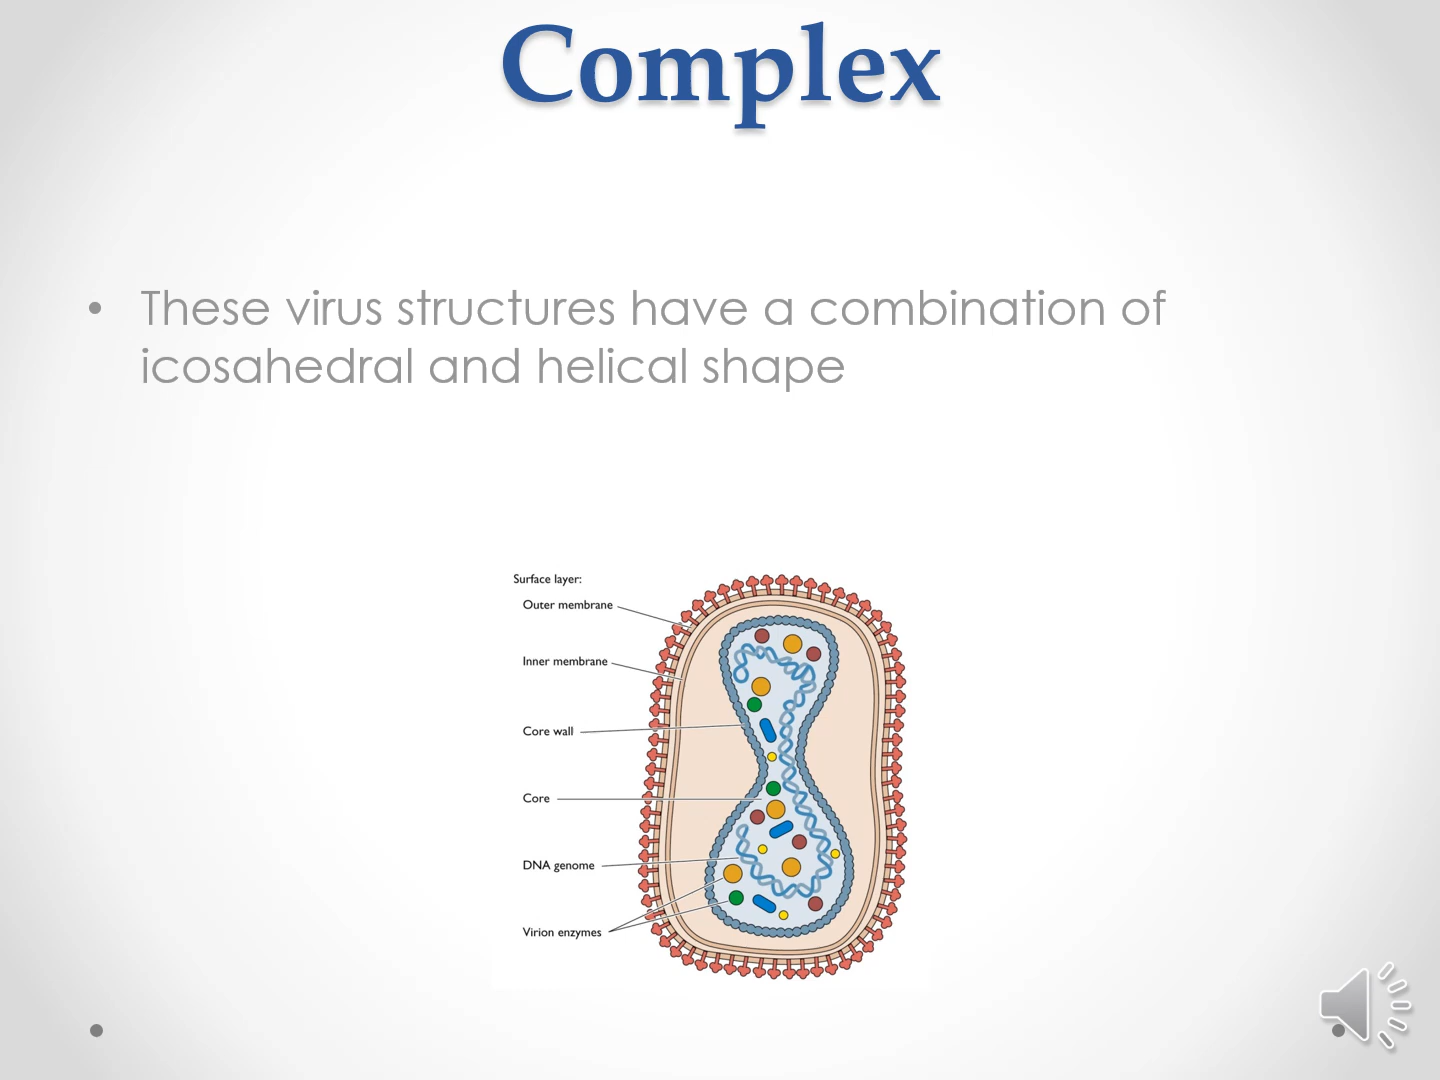 Complex
• These virus structures have a combination of
icosahedral and helical shape
Surface layer:
Outer membrane
Inner membrane
Core wall
Core
DNA genome
Virion enzymes